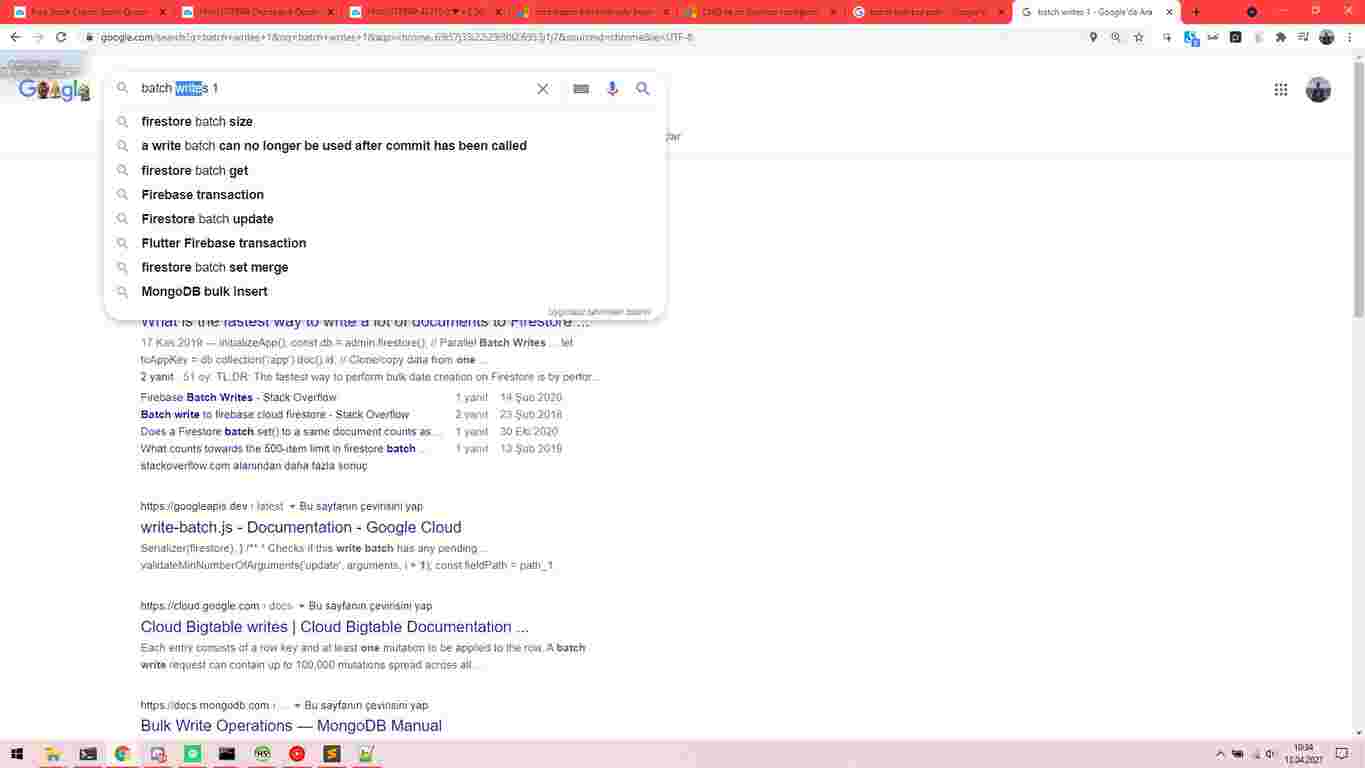 batch writes 1 - Google'da Ara
google.com/search?q=batch+writes+1&oq=batch+writes+1&aqs=chrome
batch writes 1
firestore batch size
a write batch can no longer be used after commit has been called
firestore batch get
Firebase transaction
Firestore batch update
Flutter Firebase transaction
firestore batch set merge
MongoDB bulk insert
What is the fastest way to write a lot of documents to Firestore ...
17 Kas 2019 — initializeApp(); const db = admin.firestore(); // Parallel Batch Writes ... let
toAppKey = db.collection('app').doc().id; // Clone/copy data from one ...
2 yanıt · 51 oy: TL;DR: The fastest way to perform bulk date creation on Firestore is by perfor...
Firebase Batch Writes - Stack Overflow 1 yanıt 14 Şub 2020
Batch write to firebase cloud firestore - Stack Overflow 2 yanıt 23 Şub 2018
Does a Firestore batch.set() to a same document counts as... 1 yanıt 30 Eki 2020
What counts towards the 500-item limit in firestore batch ... 1 yanıt 13 Şub 2019
stackoverflow.com alanından daha fazla sonuç
https://googleapis.dev › latest Bu sayfanın çevirisini yap
write-batch.js - Documentation - Google Cloud
Serializer(firestore); } /** * Checks if this write batch has any pending ...
validateMinNumberOfArguments('update', arguments, i + 1); const fieldPath = path_1.
https://cloud.google.com › docs Bu sayfanın çevirisini yap
Cloud Bigtable writes | Cloud Bigtable Documentation ...
Each entry consists of a row key and at least one mutation to be applied to the row. A batch
write request can contain up to 100,000 mutations spread across all ...
https://docs.mongodb.com › ... Bu sayfanın çevirisini yap
Bulk Write Operations — MongoDB Manual
10:34